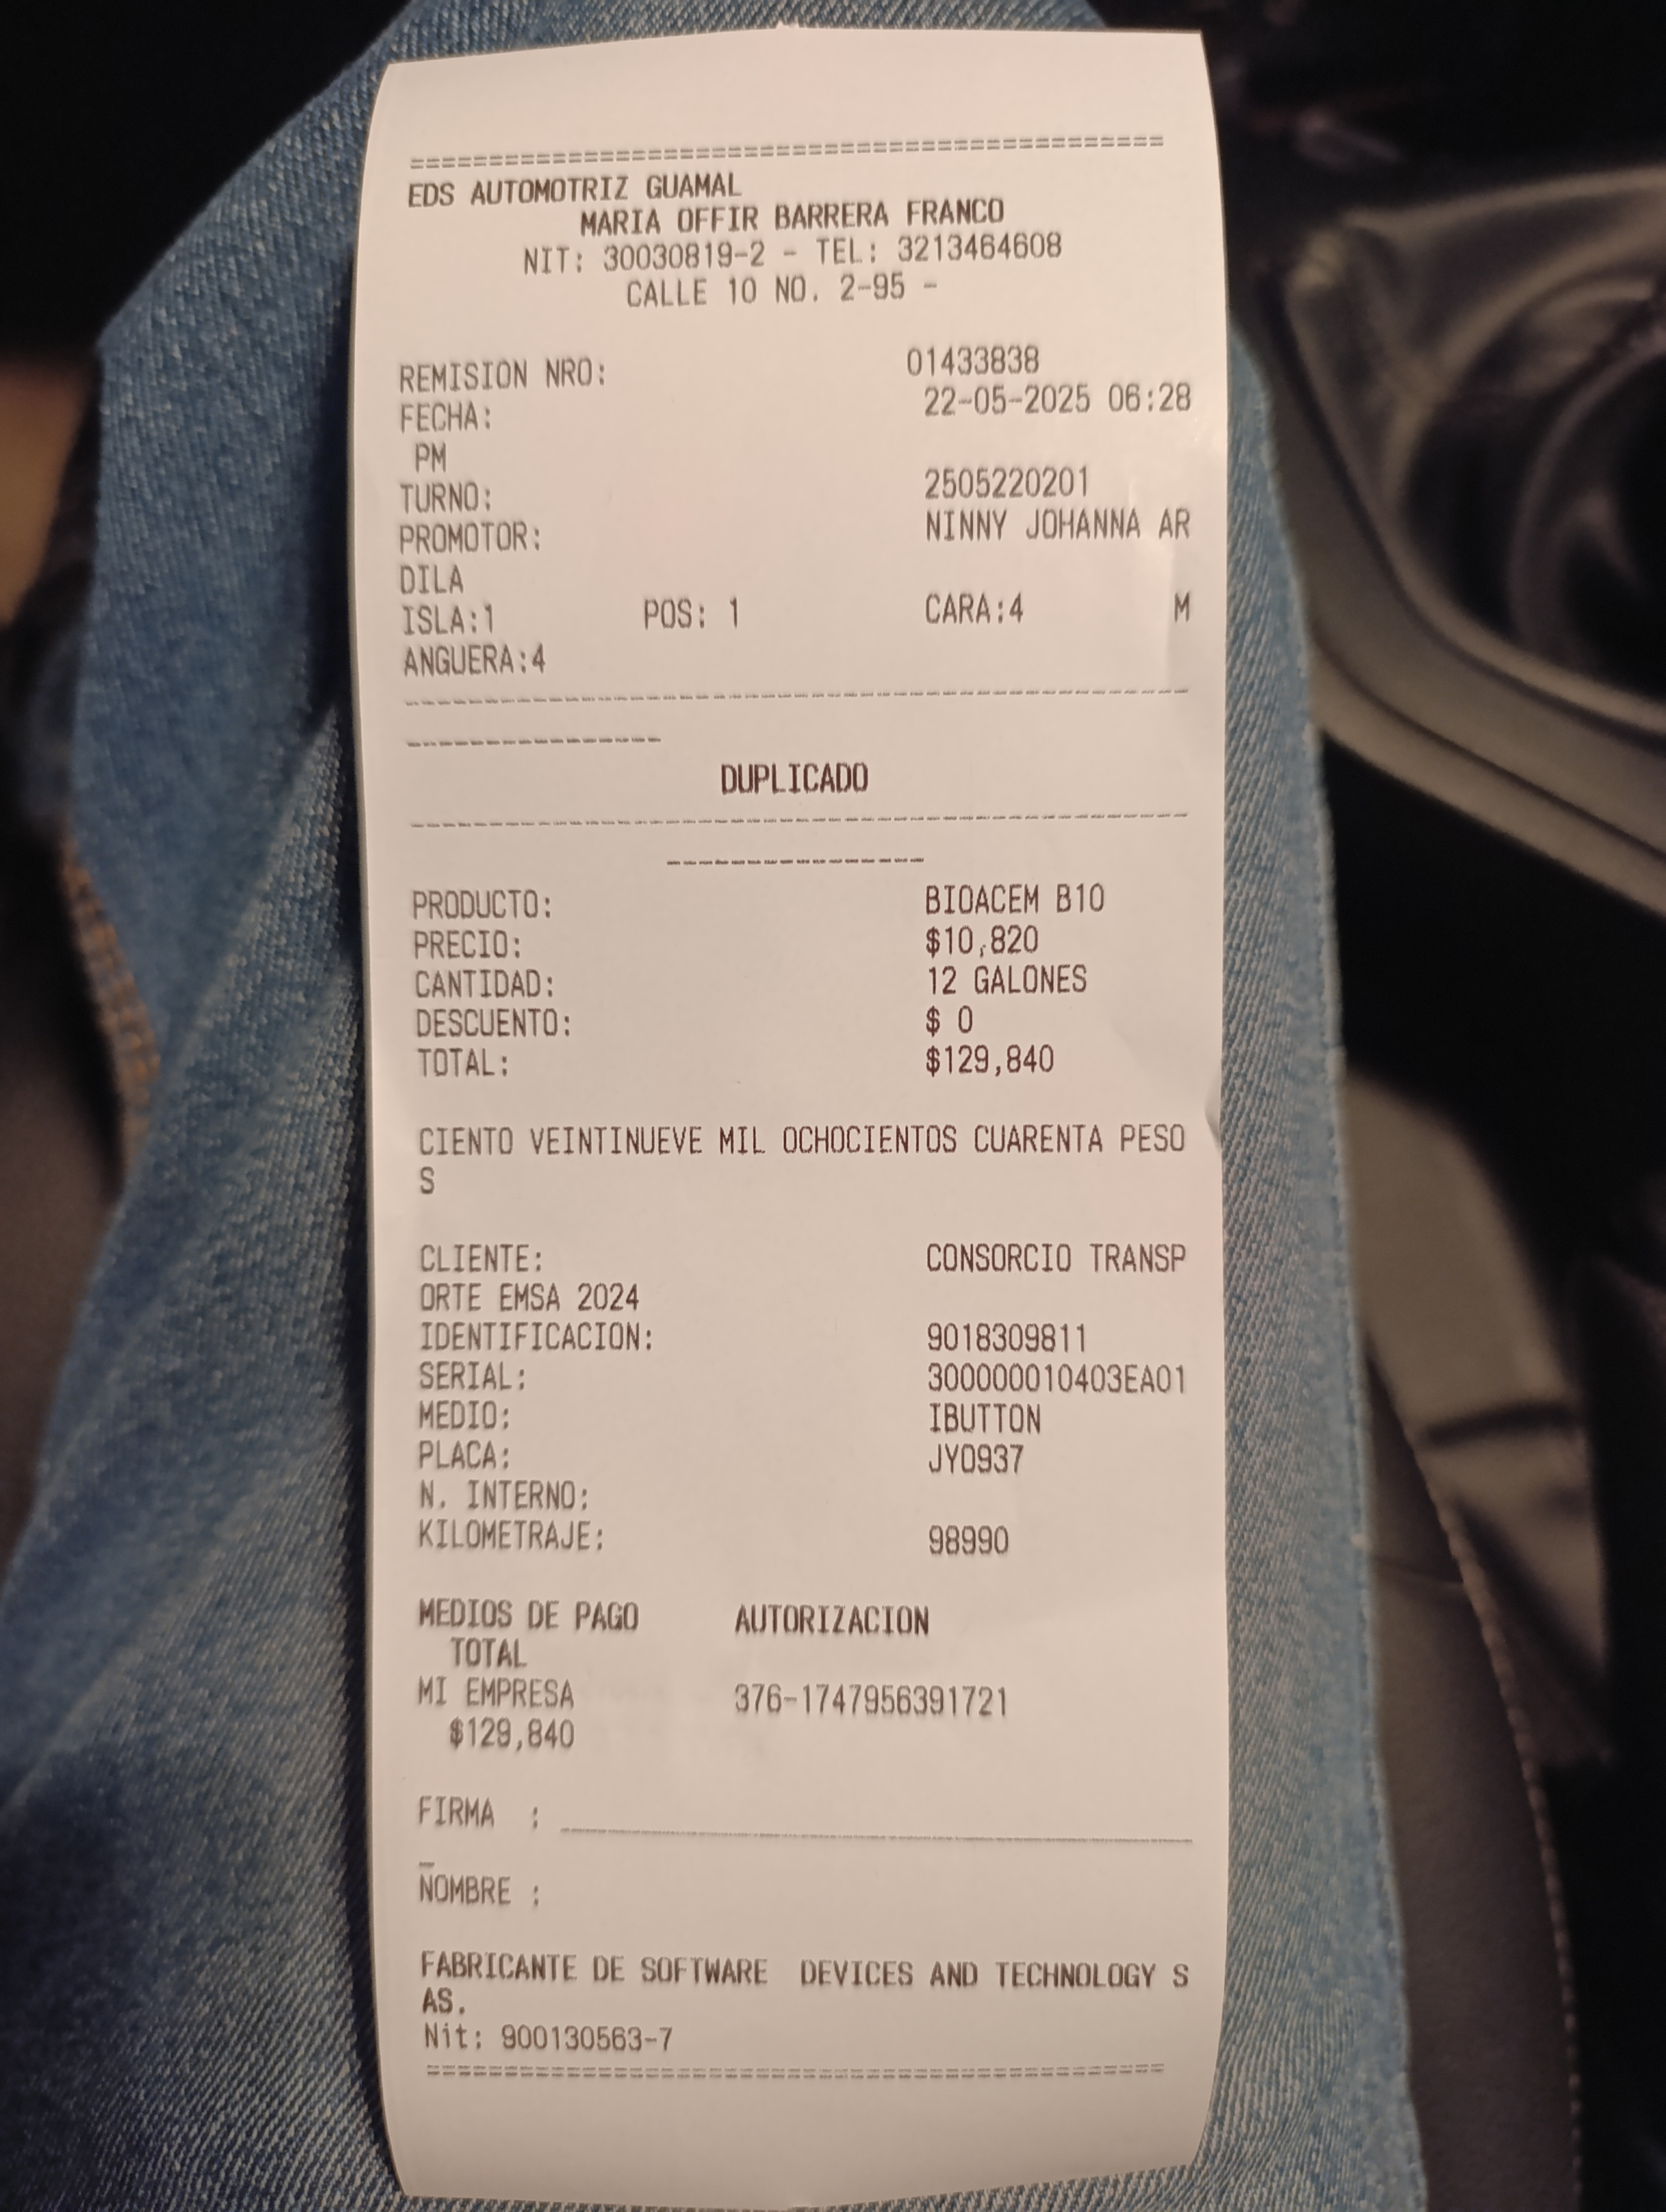 ================================================
EDS AUTOMOTRIZ GUAMAL
MARIA OFFIR BARRERA FRANCO
NIT: 30030819-2 - TEL: 3213464608
CALLE 10 NO. 2-95 -
REMISION NRO: 01433838
FECHA: 22-05-2025 06:28
PM
TURNO: 2505220201
PROMOTOR: NINNY JOHANNA AR
DILA
ISLA:1 POS: 1 CARA:4 M
ANGUERA:4
------------------------------------------------
----------------
DUPLICADO
------------------------------------------------
----------------
PRODUCTO: BIOACEM B10
PRECIO: $10,820
CANTIDAD: 12 GALONES
DESCUENTO: $ 0
TOTAL: $129,840
CIENTO VEINTINUEVE MIL OCHOCIENTOS CUARENTA PESO
S
CLIENTE: CONSORCIO TRANSP
ORTE EMSA 2024
IDENTIFICACION: 9018309811
SERIAL: 300000010403EA01
MEDIO: IBUTTON
PLACA: JYO937
N. INTERNO:
KILOMETRAJE: 98990
MEDIOS DE PAGO AUTORIZACION
TOTAL
MI EMPRESA 376-1747956391721
$129,840
FIRMA : ________________________________________
_
NOMBRE :
FABRICANTE DE SOFTWARE DEVICES AND TECHNOLOGY S
AS.
Nit: 900130563-7
================================================